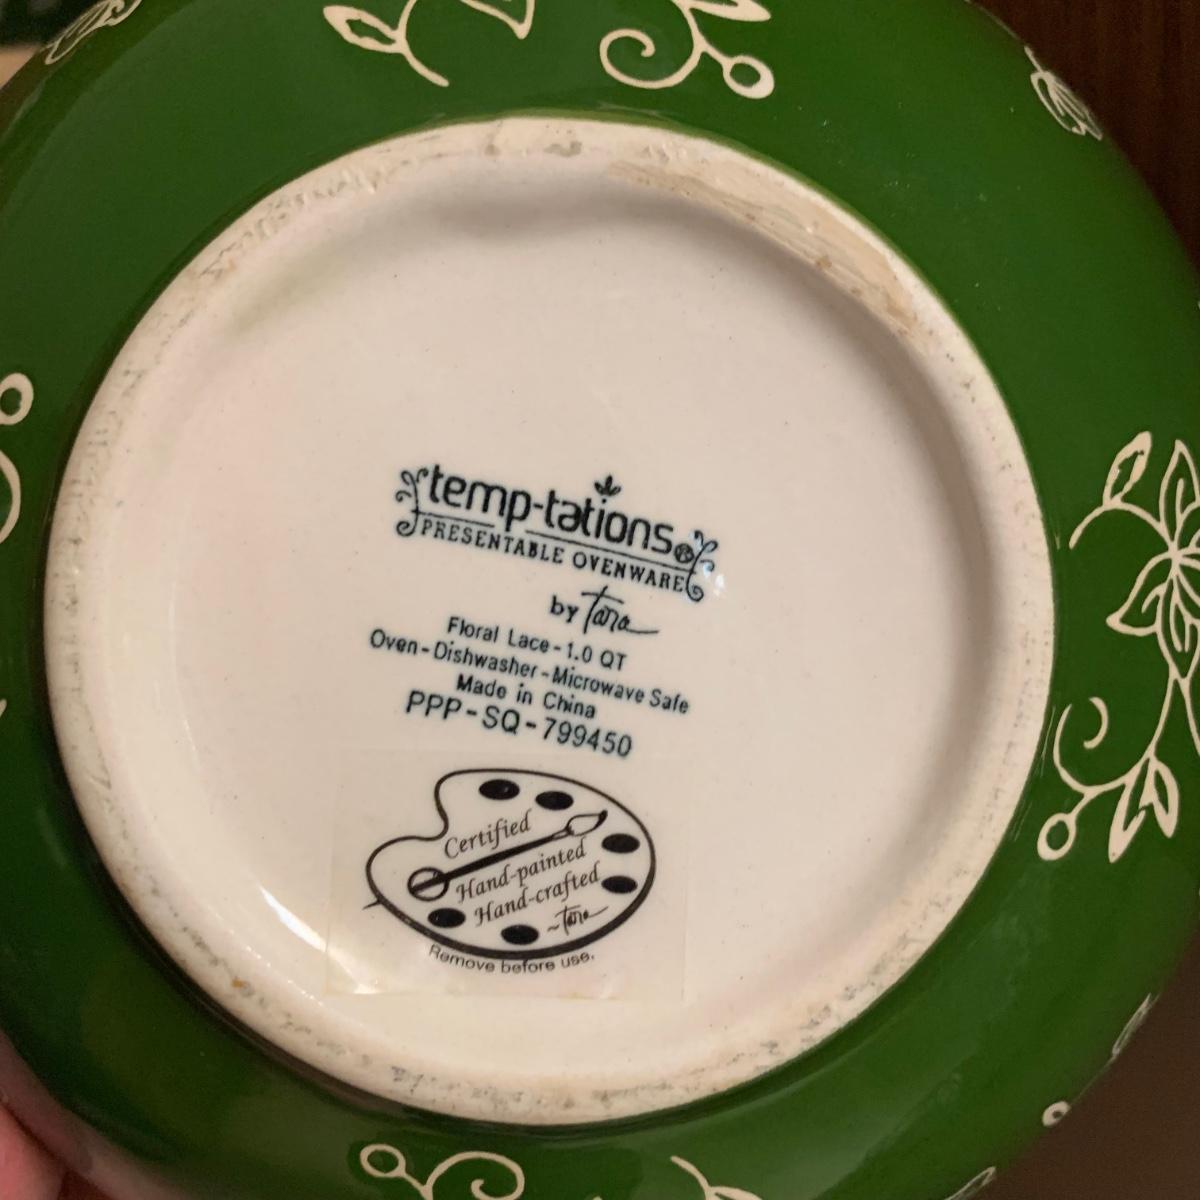 temp-tations®
PRESENTABLE OVENWARE
by Tara
Floral Lace - 1.0 QT
Oven - Dishwasher - Microwave Safe
Made in China
PPP - SQ - 799450
Certified
Hand-painted
Hand-crafted
~Tara
Remove before use.